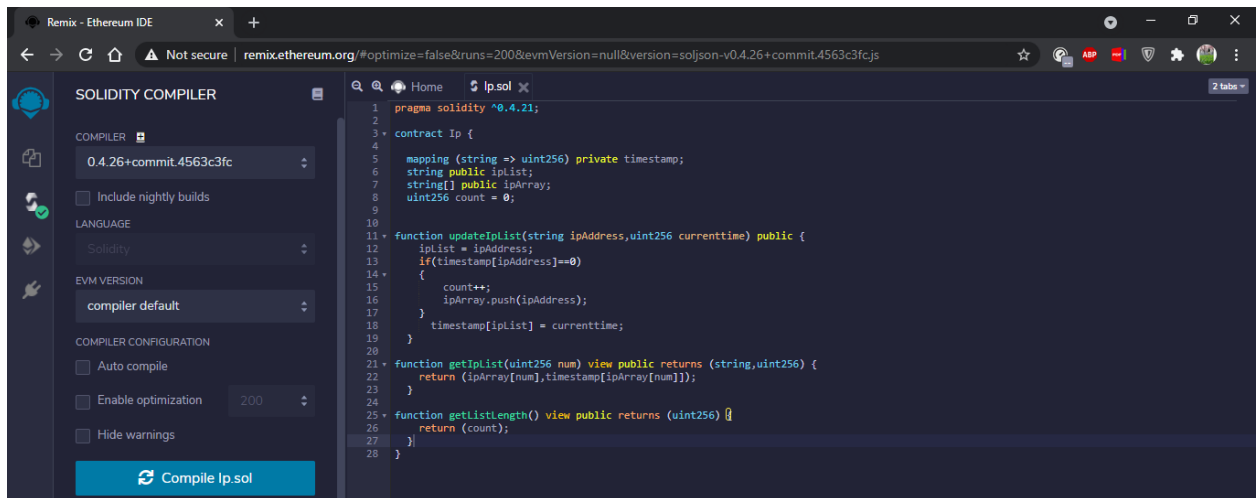 Remix - Ethereum IDE
Not secure | remix.ethereum.org/#optimize=false&runs=200&evmVersion=null&version=soljson-v0.4.26+commit.4563c3fc.js
ABP
SOLIDITY COMPILER
COMPILER
0.4.26+commit.4563c3fc
Include nightly builds
LANGUAGE
Solidity
EVM VERSION
compiler default
COMPILER CONFIGURATION
Auto compile
Enable optimization 200
Hide warnings
Compile Ip.sol
Home Ip.sol 2 tabs
1 pragma solidity ^0.4.21;
2
3 contract Ip {
4
5 mapping (string => uint256) private timestamp;
6 string public ipList;
7 string[] public ipArray;
8 uint256 count = 0;
9
10
11 function updateIpList(string ipAddress,uint256 currenttime) public {
12 ipList = ipAddress;
13 if(timestamp[ipAddress]==0)
14 {
15 count++;
16 ipArray.push(ipAddress);
17 }
18 timestamp[ipList] = currenttime;
19 }
20
21 function getIpList(uint256 num) view public returns (string,uint256) {
22 return (ipArray[num],timestamp[ipArray[num]]);
23 }
24
25 function getListLength() view public returns (uint256) {
26 return (count);
27 }
28 }